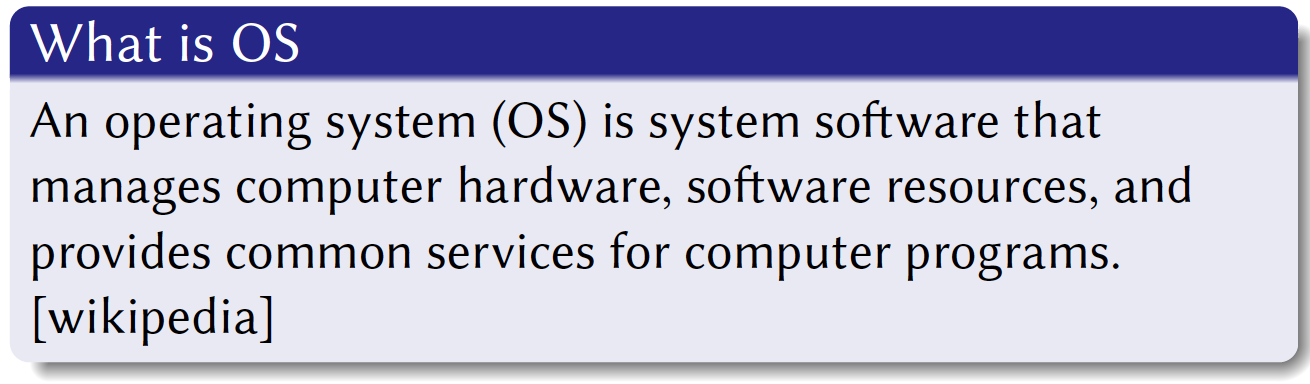 What is OS
An operating system (OS) is system software that
manages computer hardware, software resources, and
provides common services for computer programs.
[wikipedia]